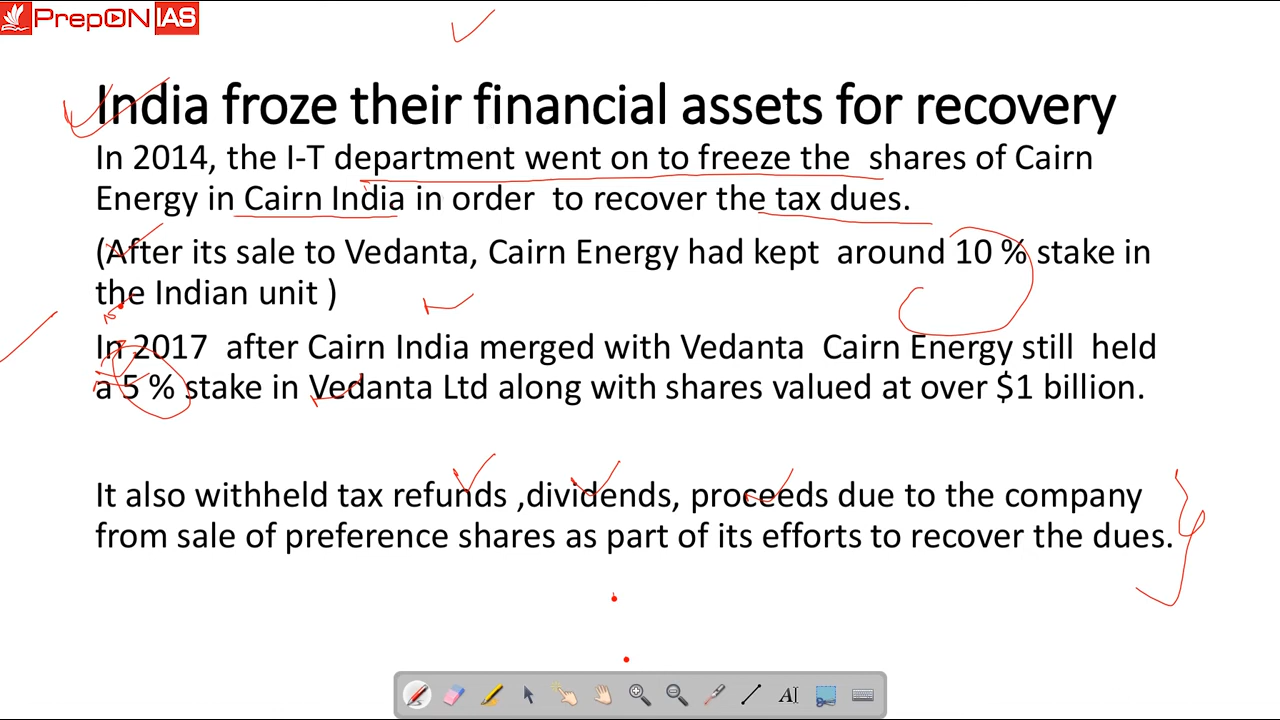 PrepON IAS
India froze their financial assets for recovery
In 2014, the I-T department went on to freeze the shares of Cairn
Energy in Cairn India in order to recover the tax dues.
(After its sale to Vedanta, Cairn Energy had kept around 10 % stake in
the Indian unit )
In 2017 after Cairn India merged with Vedanta Cairn Energy still held
a 5 % stake in Vedanta Ltd along with shares valued at over $1 billion.
It also withheld tax refunds ,dividends, proceeds due to the company
from sale of preference shares as part of its efforts to recover the dues.